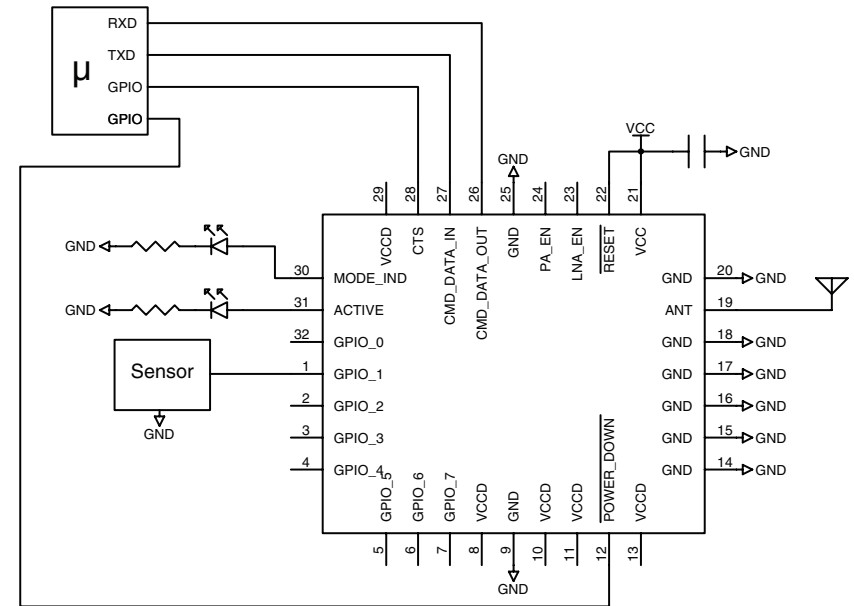 RXD
TXD
µ
GPIO
GPIO
VCC
GND
GND
29
28
27
26
25
24
23
22
21
VCCD
CTS
CMD_DATA_IN
CMD_DATA_OUT
GND
PA_EN
LNA_EN
RESET
VCC
GND
30
MODE_IND
GND
20
GND
GND
31
ACTIVE
ANT
19
32
GPIO_0
GND
18
GND
Sensor
1
GPIO_1
GND
17
GND
2
GPIO_2
GND
16
GND
GND
3
GPIO_3
GND
15
GND
4
GPIO_4
GND
14
GND
GPIO_5
GPIO_6
GPIO_7
VCCD
GND
VCCD
VCCD
POWER_DOWN
VCCD
5
6
7
8
9
10
11
12
13
GND